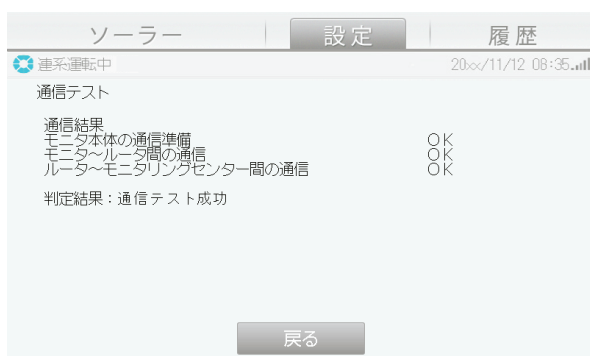 ソーラー 設定 履歴
連系運転中 20xx/11/12 08:35
通信テスト
通信結果
モニタ本体の通信準備 OK
モニタ～ルータ間の通信 OK
ルータ～モニタリングセンター間の通信 OK
判定結果：通信テスト成功
戻る